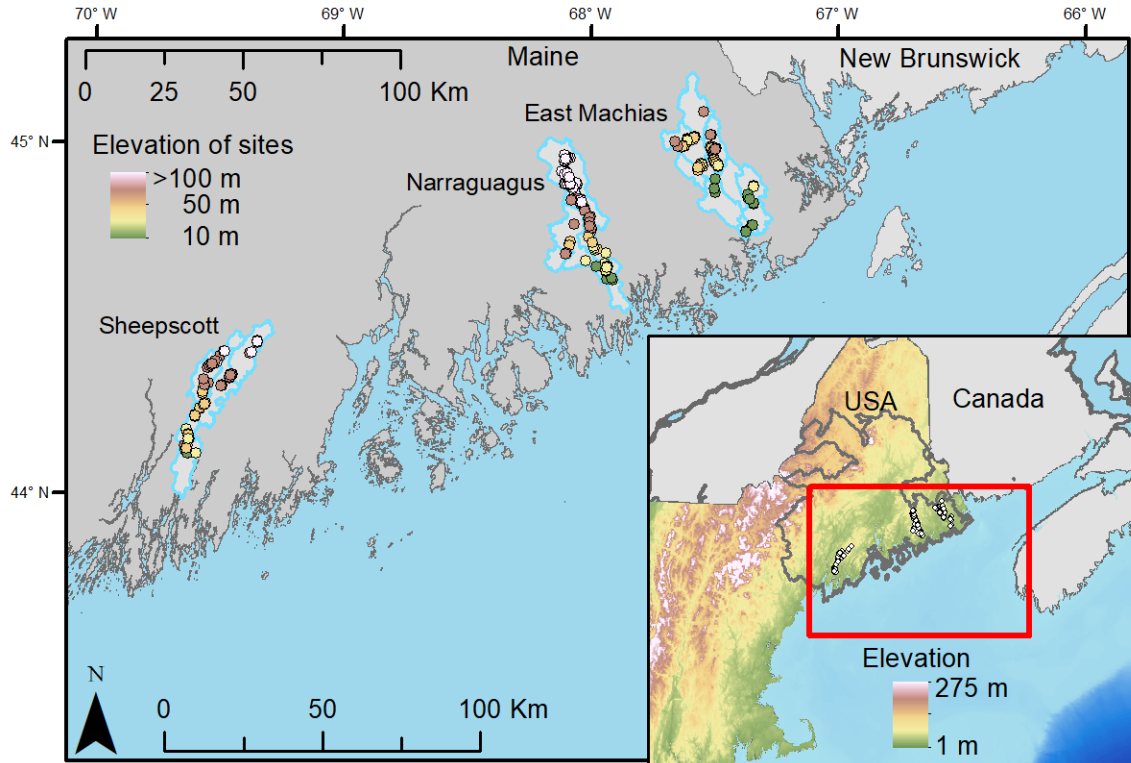 70° W 69° W 68° W 67° W 66° W
Maine
New Brunswick
0 25 50 100 Km
East Machias
45° N
Elevation of sites
>100 m
50 m
10 m
Narraguagus
Sheepscott
44° N
USA
Canada
Elevation
275 m
1 m
N
0 50 100 Km